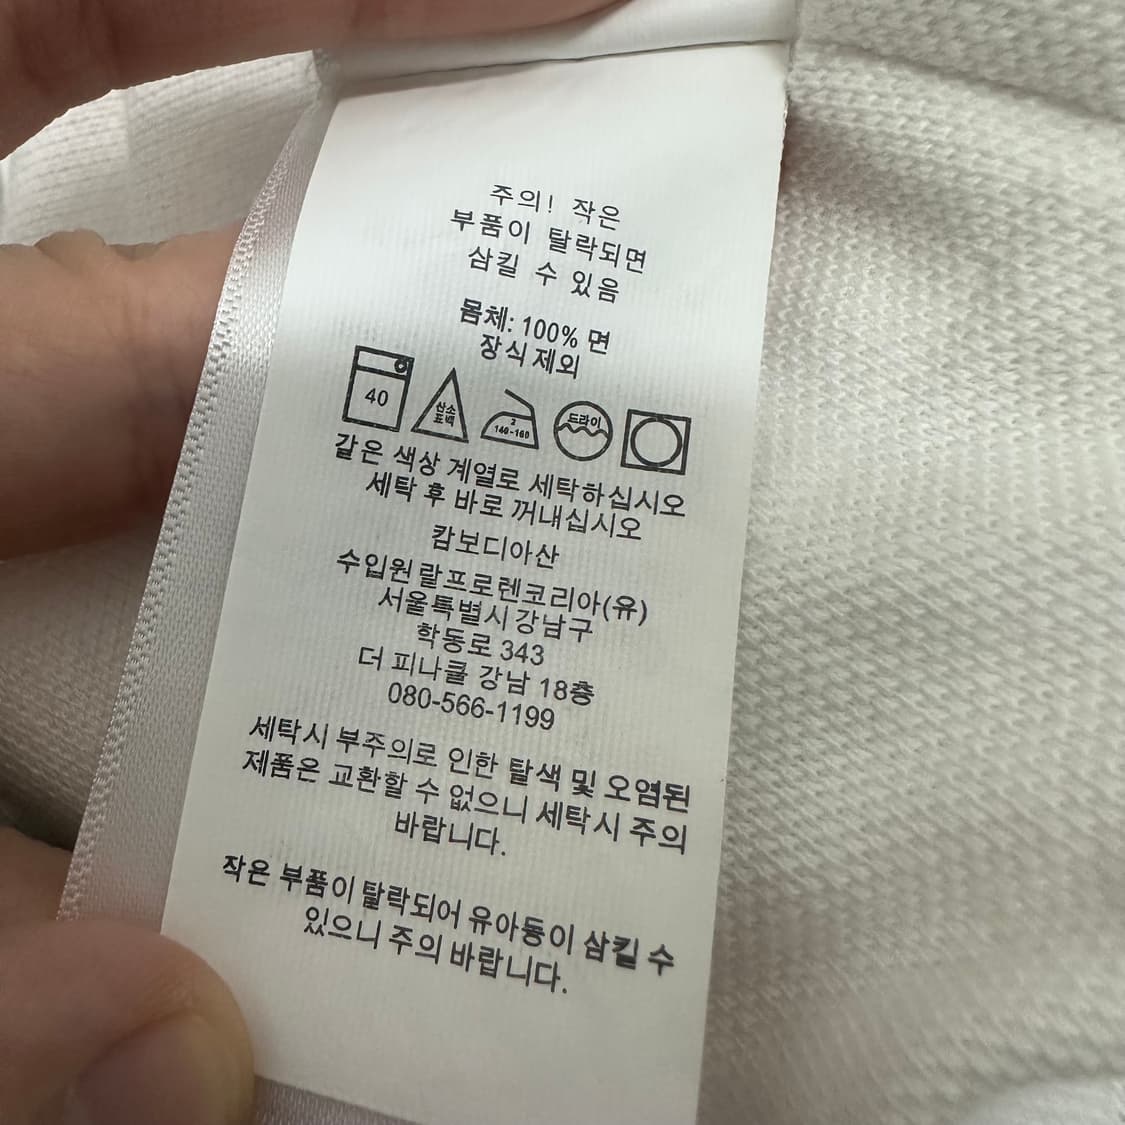 주의! 작은
부품이 탈락되면
삼킬 수 있음
몸체: 100% 면
장식제외
40
산소
표백
2
140-160
드라이
같은 색상 계열로 세탁하십시오
세탁 후 바로 꺼내십시오
캄보디아산
수입원랄프로렌코리아(유)
서울특별시강남구
학동로 343
더 피나클 강남 18층
080-566-1199
세탁시 부주의로 인한 탈색 및 오염된
제품은 교환할 수 없으니 세탁시 주의
바랍니다.
작은 부품이 탈락되어 유아동이 삼킬 수
있으니 주의 바랍니다.